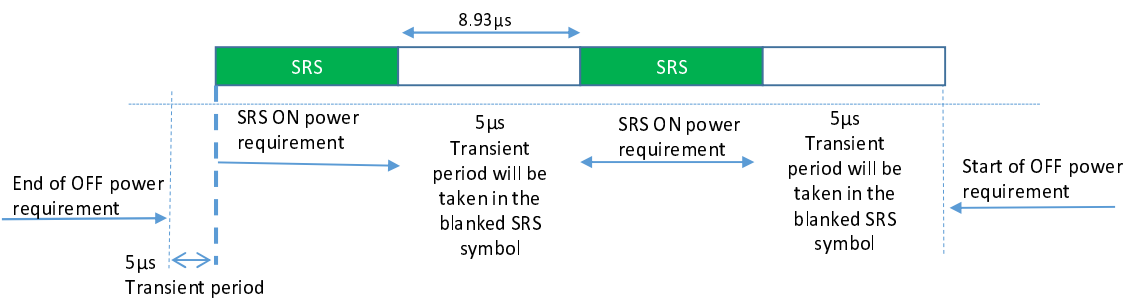 8.93µs
SRS
SRS
SRS ON power
requirement
5µs
Transient
period will be
taken in the
blanked SRS
symbol
SRS ON power
requirement
5µs
Transient
period will be
taken in the
blanked SRS
symbol
End of OFF power
requirement
Start of OFF power
requirement
5µs
Transient period